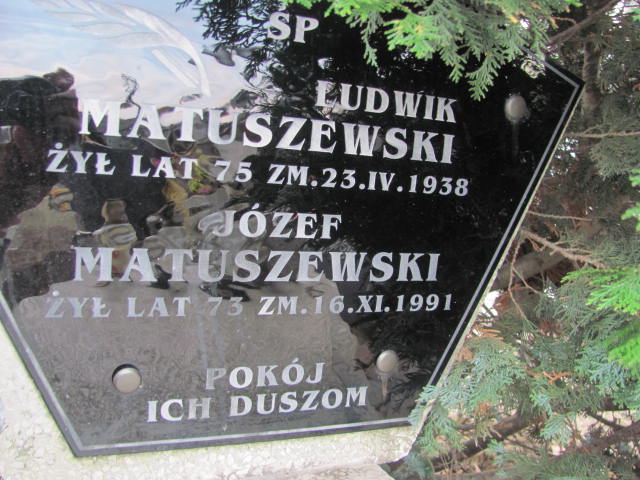 ŚP
LUDWIK
MATUSZEWSKI
ŻYŁ LAT 75 ZM.23.IV.1938
JÓZEF
MATUSZEWSKI
ŻYŁ LAT 73 ZM.16.XI.1991
POKÓJ
ICH DUSZOM